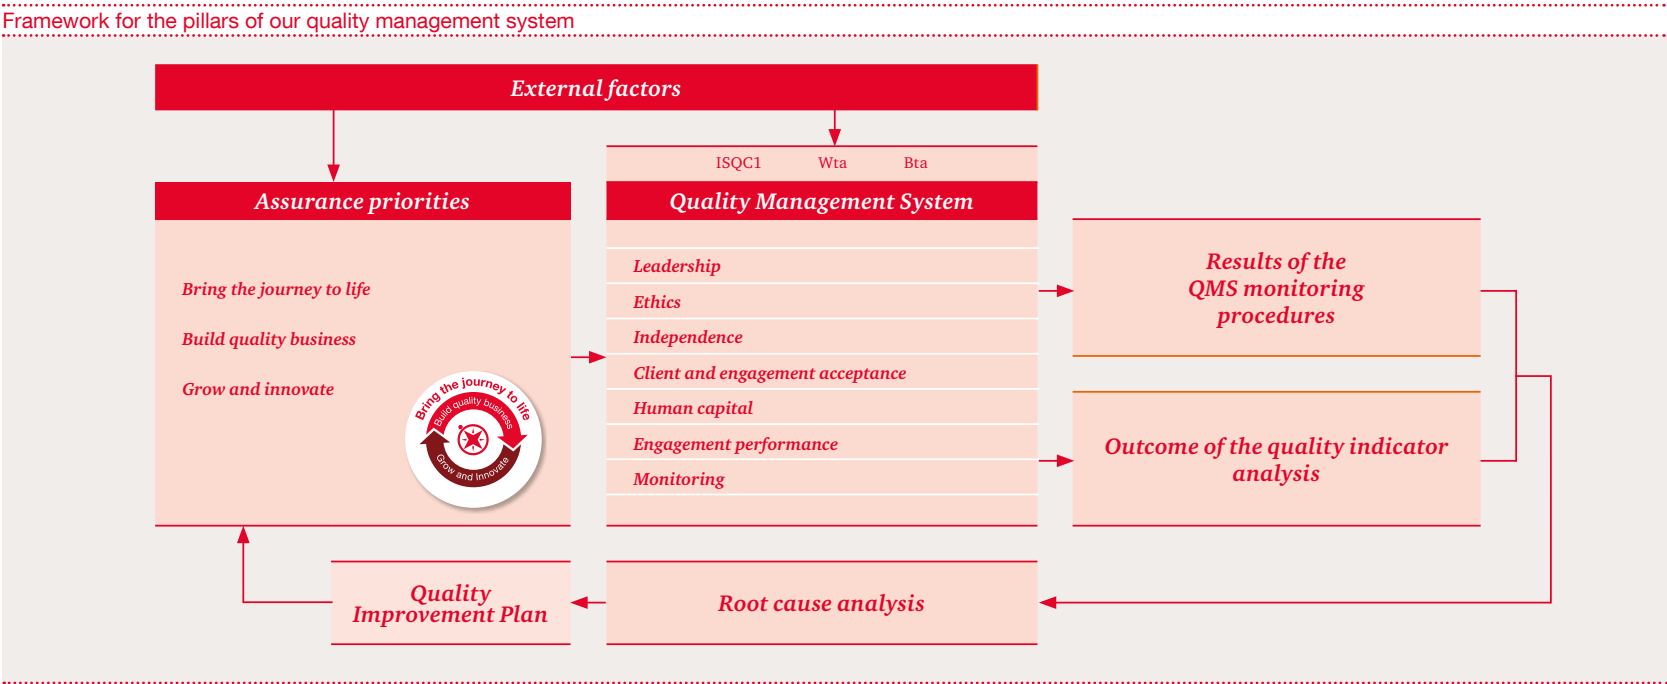 Framework for the pillars of our quality management system
External factors
ISQC1 Wta Bta
Assurance priorities
Quality Management System
Bring the journey to life
Build quality business
Grow and innovate
Bring the journey to life
Build quality business
Grow and Innovate
Leadership
Ethics
Independence
Client and engagement acceptance
Human capital
Engagement performance
Monitoring
Results of the
QMS monitoring
procedures
Outcome of the quality indicator
analysis
Quality
Improvement Plan
Root cause analysis